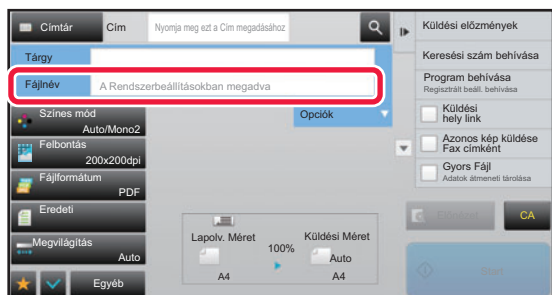 Címtár
Cím
Nyomja meg ezt a Cím megadásához
Tárgy
Fájlnév
A Rendszerbeállításokban megadva
Színes mód
Auto/Mono2
Felbontás
200x200dpi
Fájlformátum
PDF
Eredeti
Megvilágítás
Auto
Egyéb
Opciók
Lapolv. Méret
100%
Küldési Méret
Auto
A4
A4
Küldési előzmények
Keresési szám behívása
Program behívása
Regisztrált beáll. behívása
Küldési
hely link
Azonos kép küldése
Fax címként
Gyors Fájl
Adatok átmeneti tárolása
CA
Start